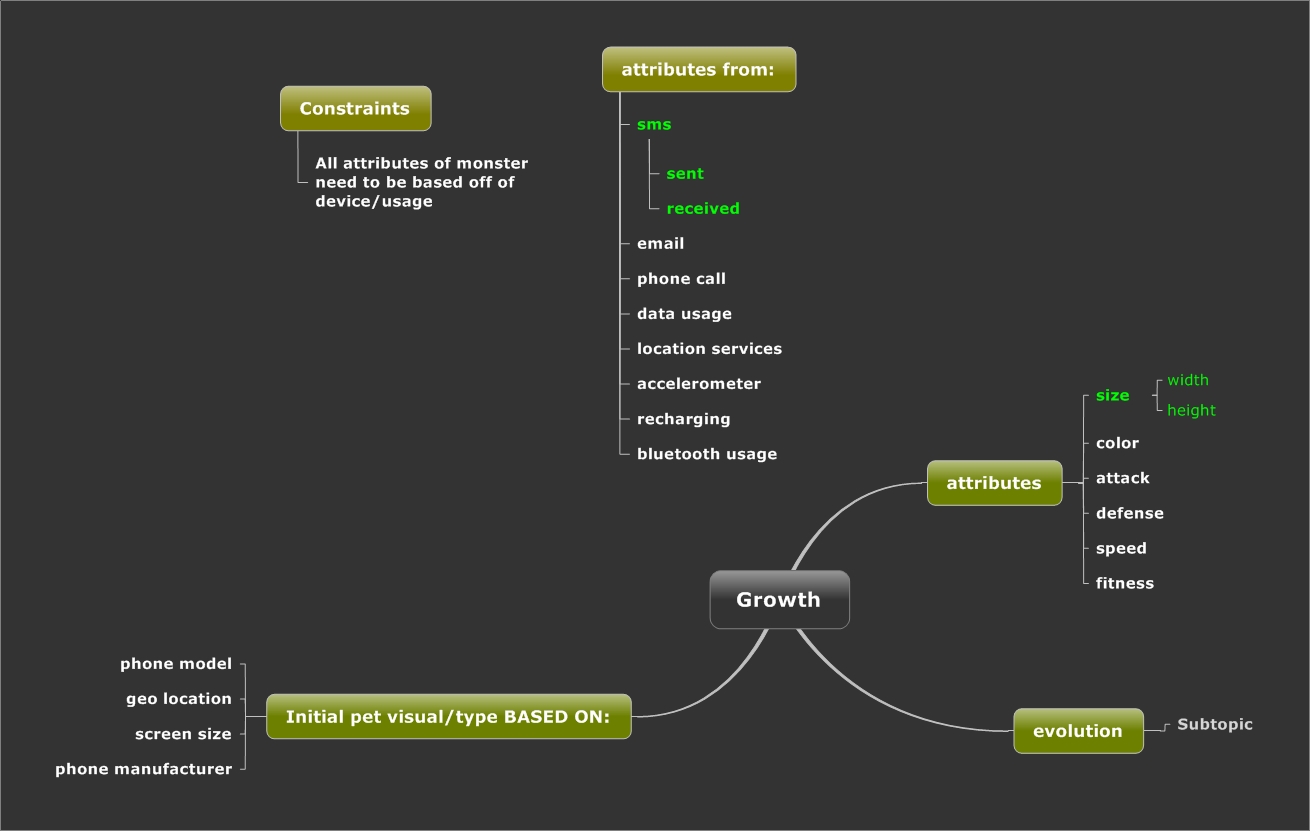 attributes from:
Constraints
sms
All attributes of monster
need to be based off of
device/usage
sent
received
email
phone call
data usage
location services
accelerometer
recharging
bluetooth usage
size
width
height
color
attributes
attack
defense
speed
fitness
Growth
phone model
geo location
screen size
phone manufacturer
Initial pet visual/type BASED ON:
evolution
Subtopic